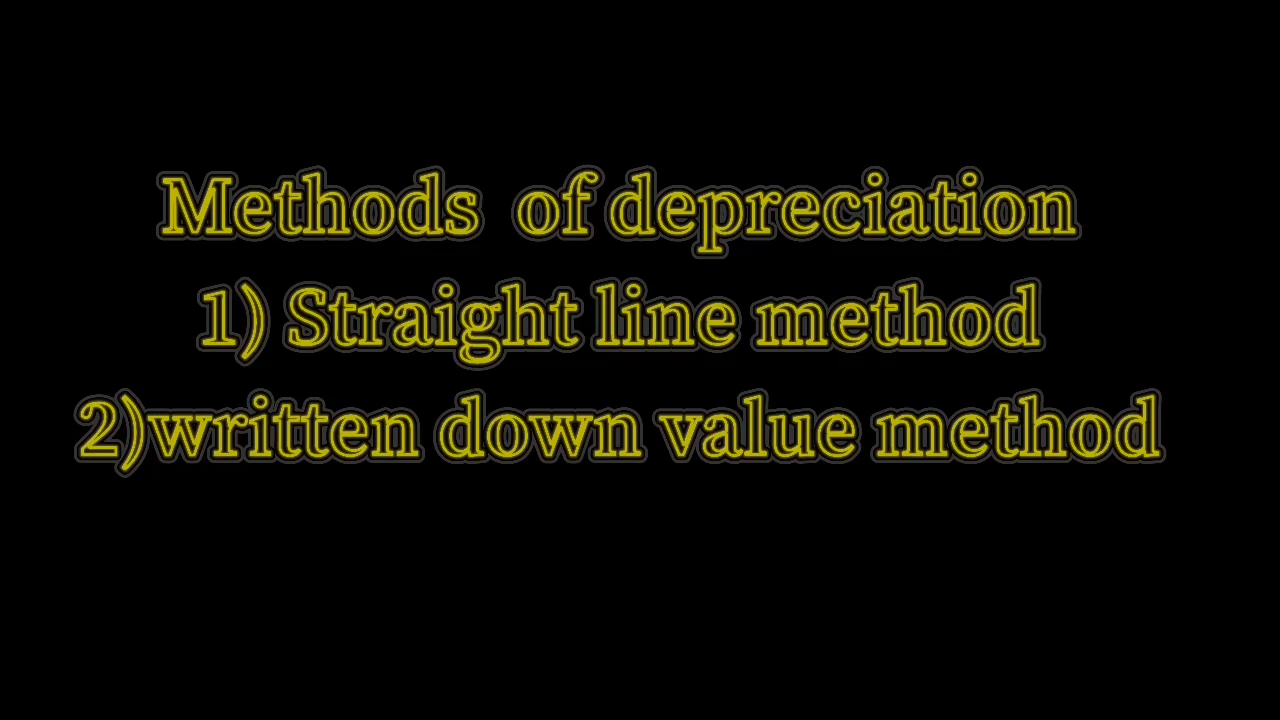 Methods  of depreciation
1) Straight line method
2)written down value method